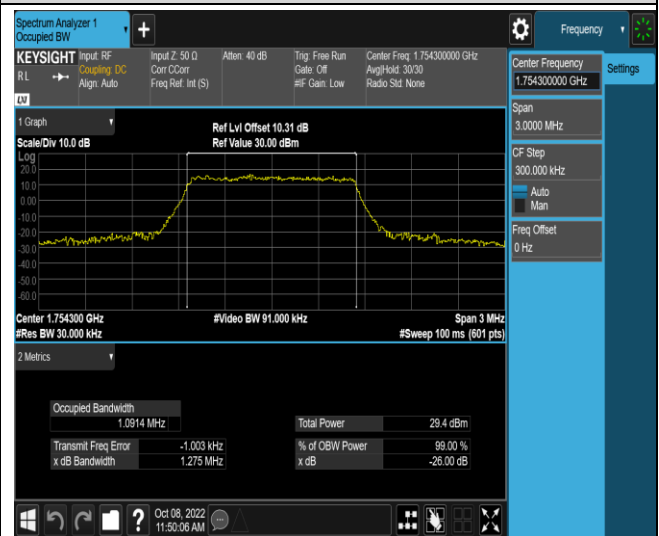 Spectrum Analyzer 1
Occupied BW
Frequency
KEYSIGHT
R L
LXI
Input: RF
Coupling: DC
Align: Auto
Input Z: 50 Ω
Corr CCorr
Freq Ref: Int (S)
Atten: 40 dB
Trig: Free Run
Gate: Off
#IF Gain: Low
Center Freq: 1.754300000 GHz
Avg|Hold: 30/30
Radio Std: None
Center Frequency
1.754300000 GHz
Settings
Span
3.0000 MHz
CF Step
300.000 kHz
Auto
Man
Freq Offset
0 Hz
1 Graph
Scale/Div 10.0 dB
Ref Lvl Offset 10.31 dB
Ref Value 30.00 dBm
Log
20.0
10.0
0.00
-10.0
-20.0
-30.0
-40.0
-50.0
-60.0
Center 1.754300 GHz
#Video BW 91.000 kHz
Span 3 MHz
#Res BW 30.000 kHz
#Sweep 100 ms (601 pts)
2 Metrics
Occupied Bandwidth
1.0914 MHz
Total Power 29.4 dBm
Transmit Freq Error -1.003 kHz
% of OBW Power 99.00 %
x dB Bandwidth 1.275 MHz
x dB -26.00 dB
?
Oct 08, 2022
11:50:06 AM